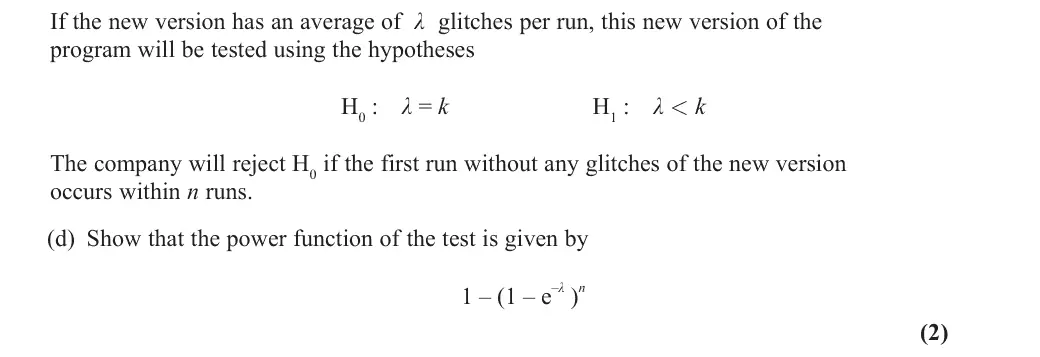 If the new version has an average of λ glitches per run, this new version of the
program will be tested using the hypotheses
H₀ : λ = k H₁ : λ < k
The company will reject H₀ if the first run without any glitches of the new version
occurs within n runs.
(d) Show that the power function of the test is given by
1 – (1 – e⁻λ)ⁿ
(2)